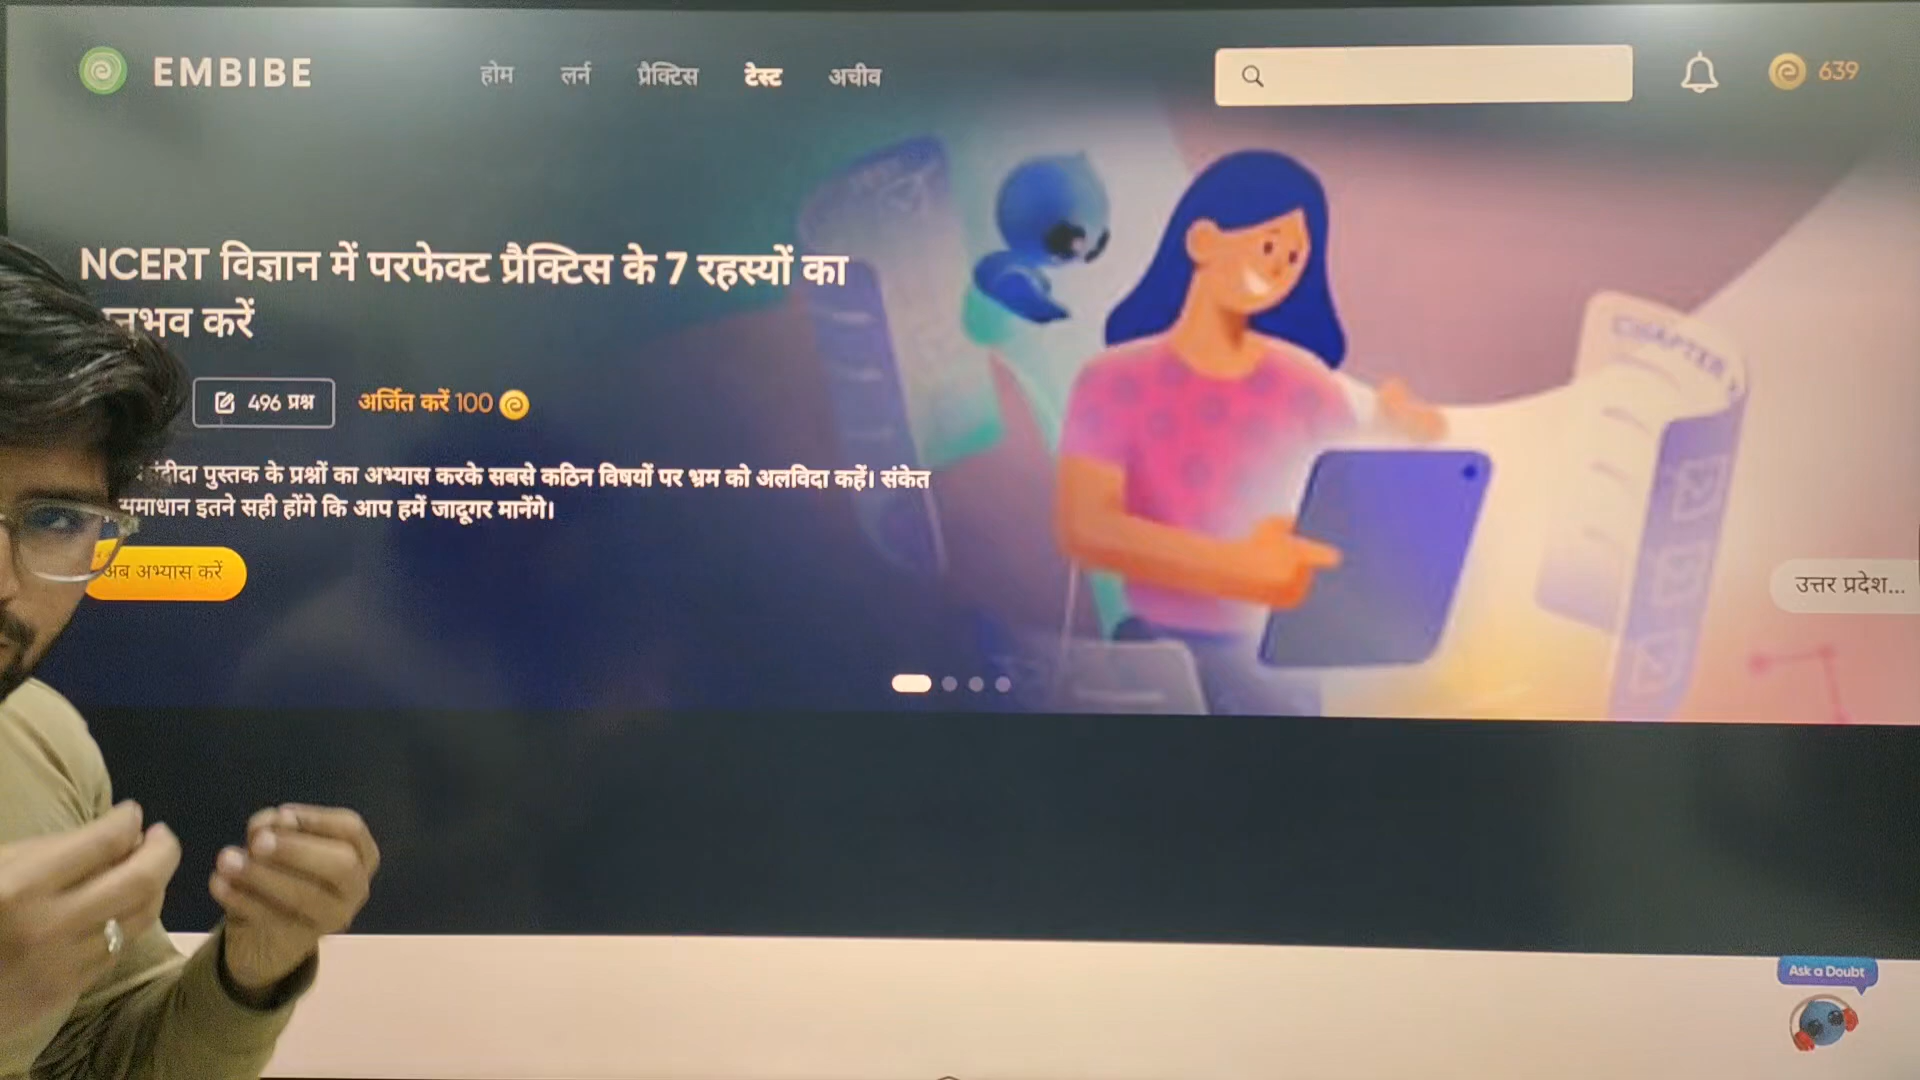 EMBIBE
होम लर्न प्रैक्टिस टेस्ट अचीव
639
NCERT विज्ञान में परफेक्ट प्रैक्टिस के 7 रहस्यों का
करें
496 प्रश्न अर्जित करें 100
पुस्तक के प्रश्नों का अभ्यास करके सबसे कठिन विषयों पर भ्रम को अलविदा कहें। संकेत
समाधान इतने सही होंगे कि आप हमें जादूगर मानेंगे।
अब अभ्यास करें
CHAPTER
उत्तर प्रदेश...
Ask a Doubt